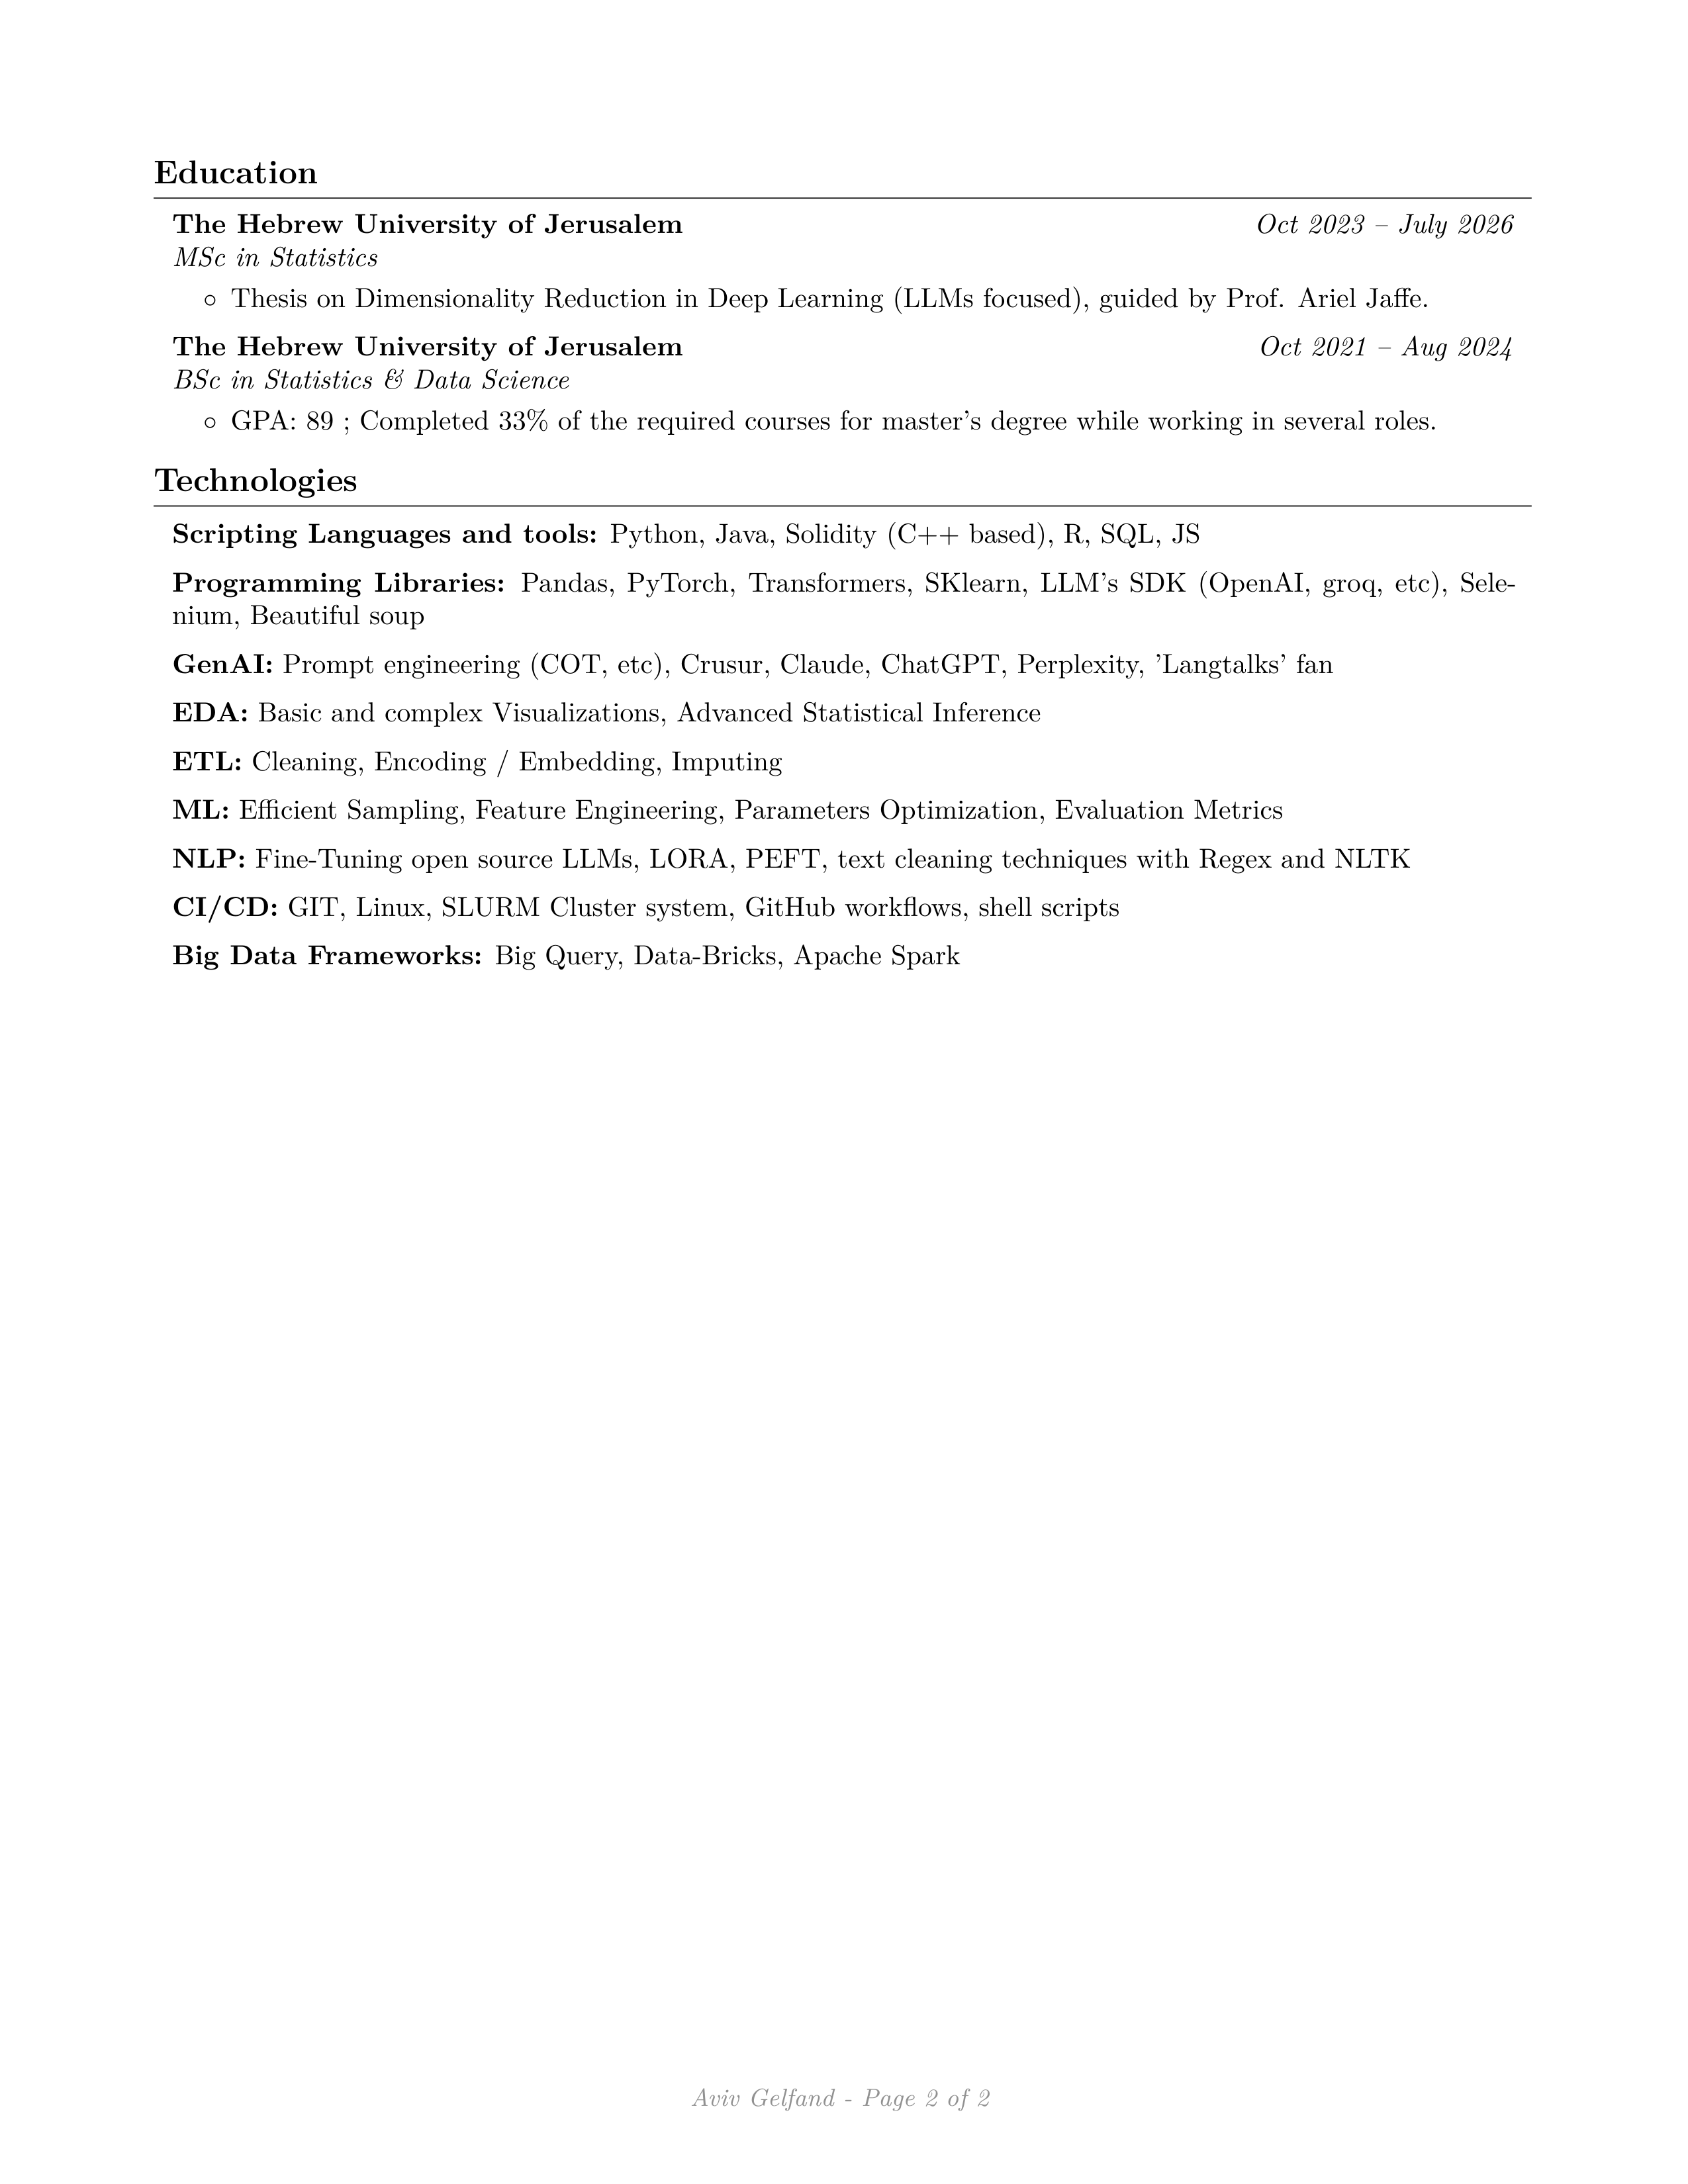 Education
The Hebrew University of Jerusalem Oct 2023 – July 2026
MSc in Statistics
◦ Thesis on Dimensionality Reduction in Deep Learning (LLMs focused), guided by Prof. Ariel Jaffe.
The Hebrew University of Jerusalem Oct 2021 – Aug 2024
BSc in Statistics & Data Science
◦ GPA: 89 ; Completed 33% of the required courses for master's degree while working in several roles.
Technologies
Scripting Languages and tools: Python, Java, Solidity (C++ based), R, SQL, JS
Programming Libraries: Pandas, PyTorch, Transformers, SKlearn, LLM's SDK (OpenAI, groq, etc), Sele-
nium, Beautiful soup
GenAI: Prompt engineering (COT, etc), Crusur, Claude, ChatGPT, Perplexity, 'Langtalks' fan
EDA: Basic and complex Visualizations, Advanced Statistical Inference
ETL: Cleaning, Encoding / Embedding, Imputing
ML: Efficient Sampling, Feature Engineering, Parameters Optimization, Evaluation Metrics
NLP: Fine-Tuning open source LLMs, LORA, PEFT, text cleaning techniques with Regex and NLTK
CI/CD: GIT, Linux, SLURM Cluster system, GitHub workflows, shell scripts
Big Data Frameworks: Big Query, Data-Bricks, Apache Spark
Aviv Gelfand - Page 2 of 2